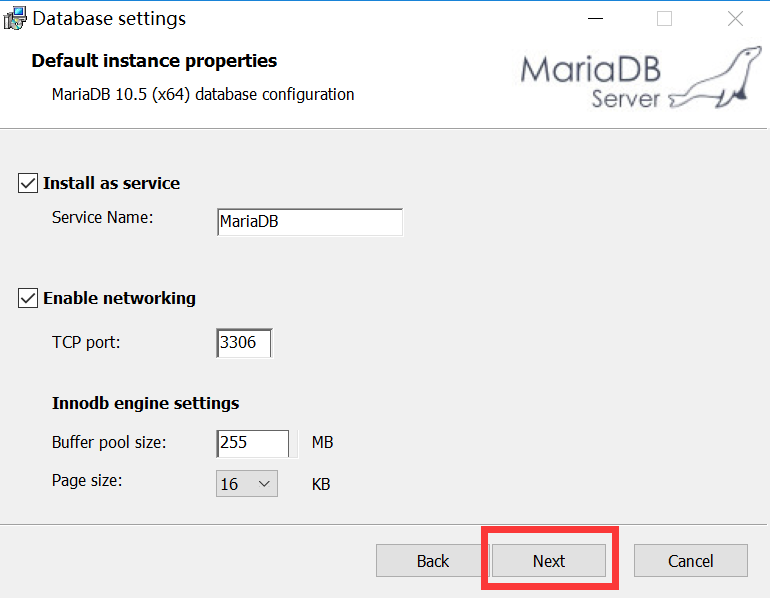 Database settings
Default instance properties
MariaDB 10.5 (x64) database configuration
MariaDB
Server
Install as service
Service Name: MariaDB
Enable networking
TCP port: 3306
Innodb engine settings
Buffer pool size: 255 MB
Page size: 16 KB
Back Next Cancel